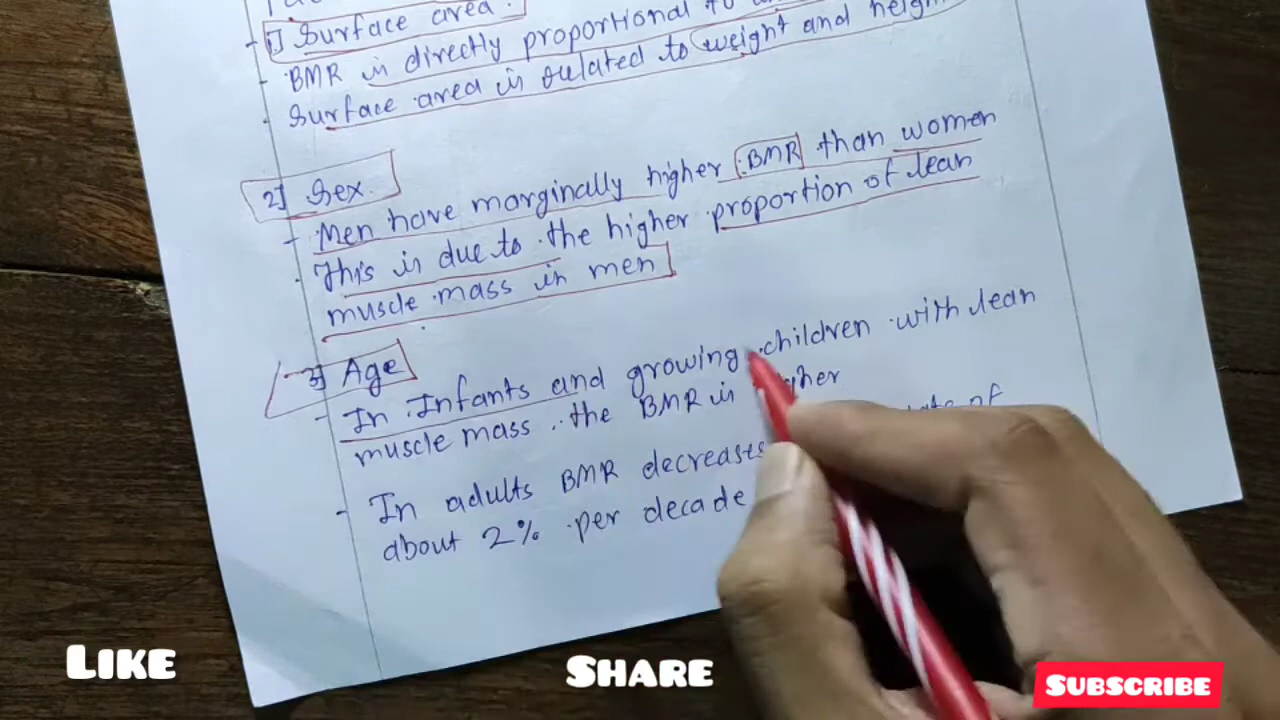 1] Surface area.
- BMR is directly proportional to
. Surface area is related to weight and height
2] Sex.
- Men have marginally higher BMR than women
. This is due to the higher proportion of lean
muscle mass in men
3] Age
- In Infants and growing children with lean
muscle mass the BMR is
- In adults BMR decreases of
about 2% per decade
LIKE
SHARE
SUBSCRIBE